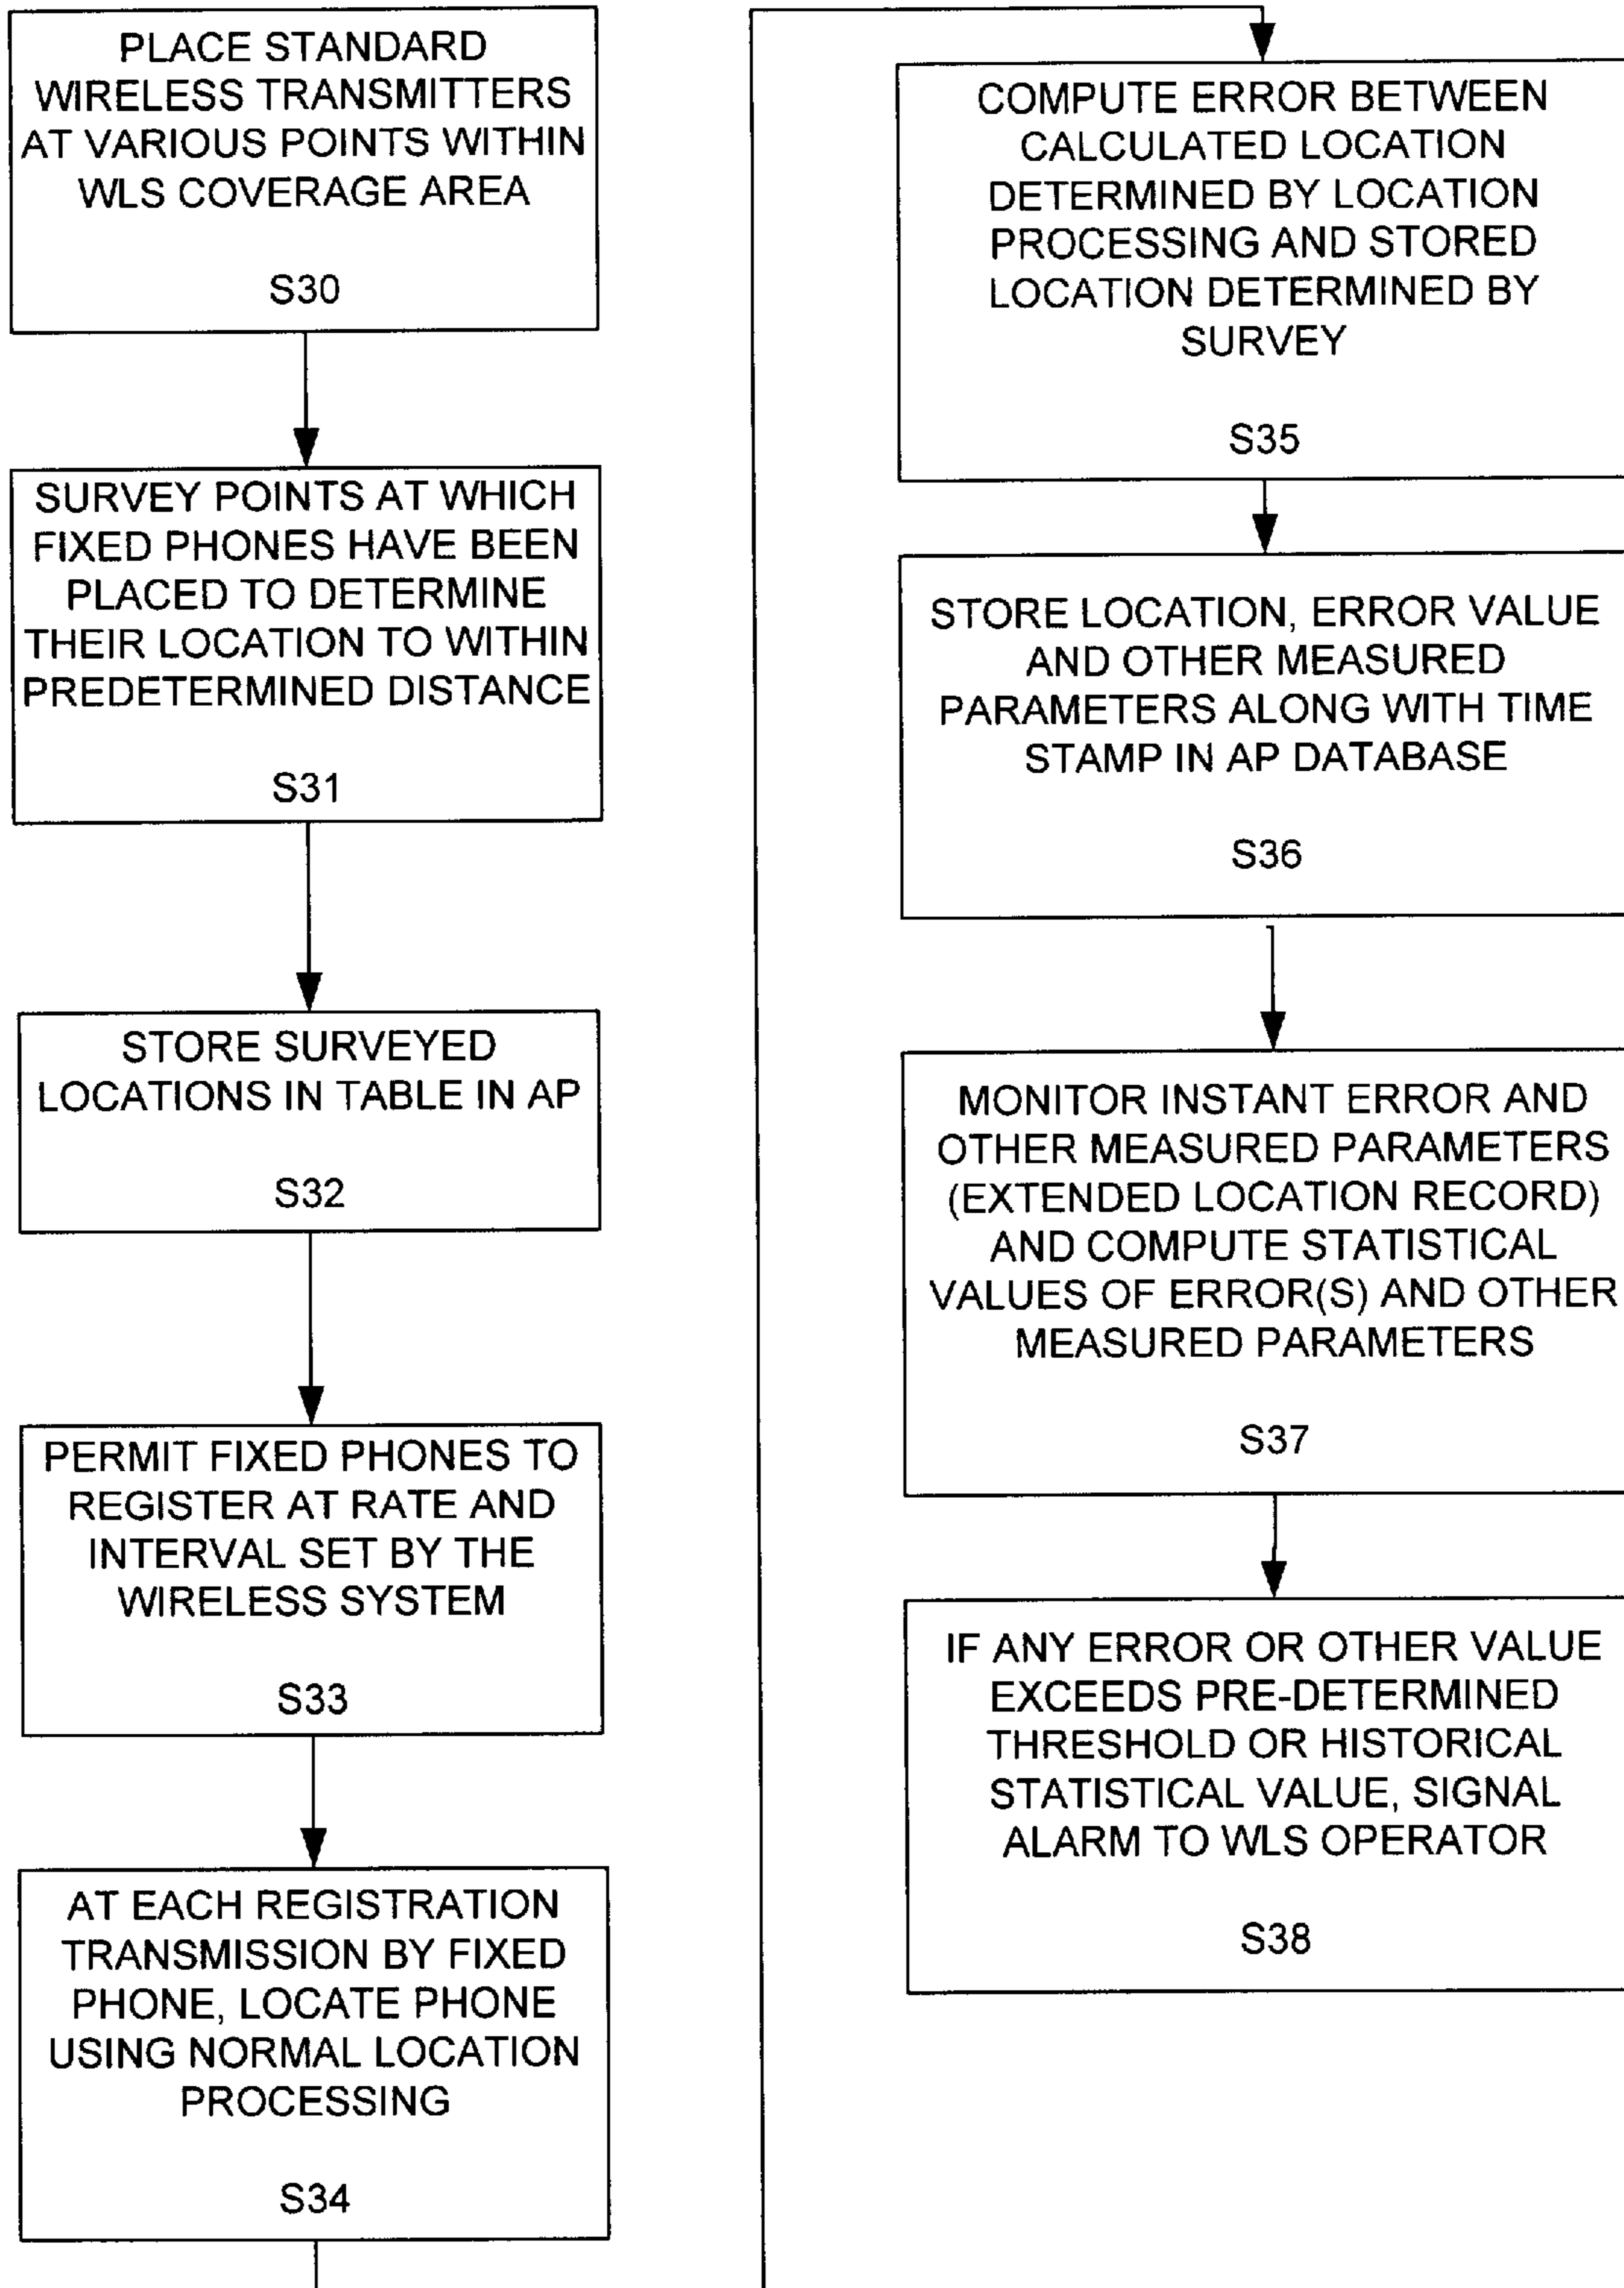 PLACE STANDARD
WIRELESS TRANSMITTERS
AT VARIOUS POINTS WITHIN
WLS COVERAGE AREA
S30
SURVEY POINTS AT WHICH
FIXED PHONES HAVE BEEN
PLACED TO DETERMINE
THEIR LOCATION TO WITHIN
PREDETERMINED DISTANCE
S31
STORE SURVEYED
LOCATIONS IN TABLE IN AP
S32
PERMIT FIXED PHONES TO
REGISTER AT RATE AND
INTERVAL SET BY THE
WIRELESS SYSTEM
S33
AT EACH REGISTRATION
TRANSMISSION BY FIXED
PHONE, LOCATE PHONE
USING NORMAL LOCATION
PROCESSING
S34
COMPUTE ERROR BETWEEN
CALCULATED LOCATION
DETERMINED BY LOCATION
PROCESSING AND STORED
LOCATION DETERMINED BY
SURVEY
S35
STORE LOCATION, ERROR VALUE
AND OTHER MEASURED
PARAMETERS ALONG WITH TIME
STAMP IN AP DATABASE
S36
MONITOR INSTANT ERROR AND
OTHER MEASURED PARAMETERS
(EXTENDED LOCATION RECORD)
AND COMPUTE STATISTICAL
VALUES OF ERROR(S) AND OTHER
MEASURED PARAMETERS
S37
IF ANY ERROR OR OTHER VALUE
EXCEEDS PRE-DETERMINED
THRESHOLD OR HISTORICAL
STATISTICAL VALUE, SIGNAL
ALARM TO WLS OPERATOR
S38